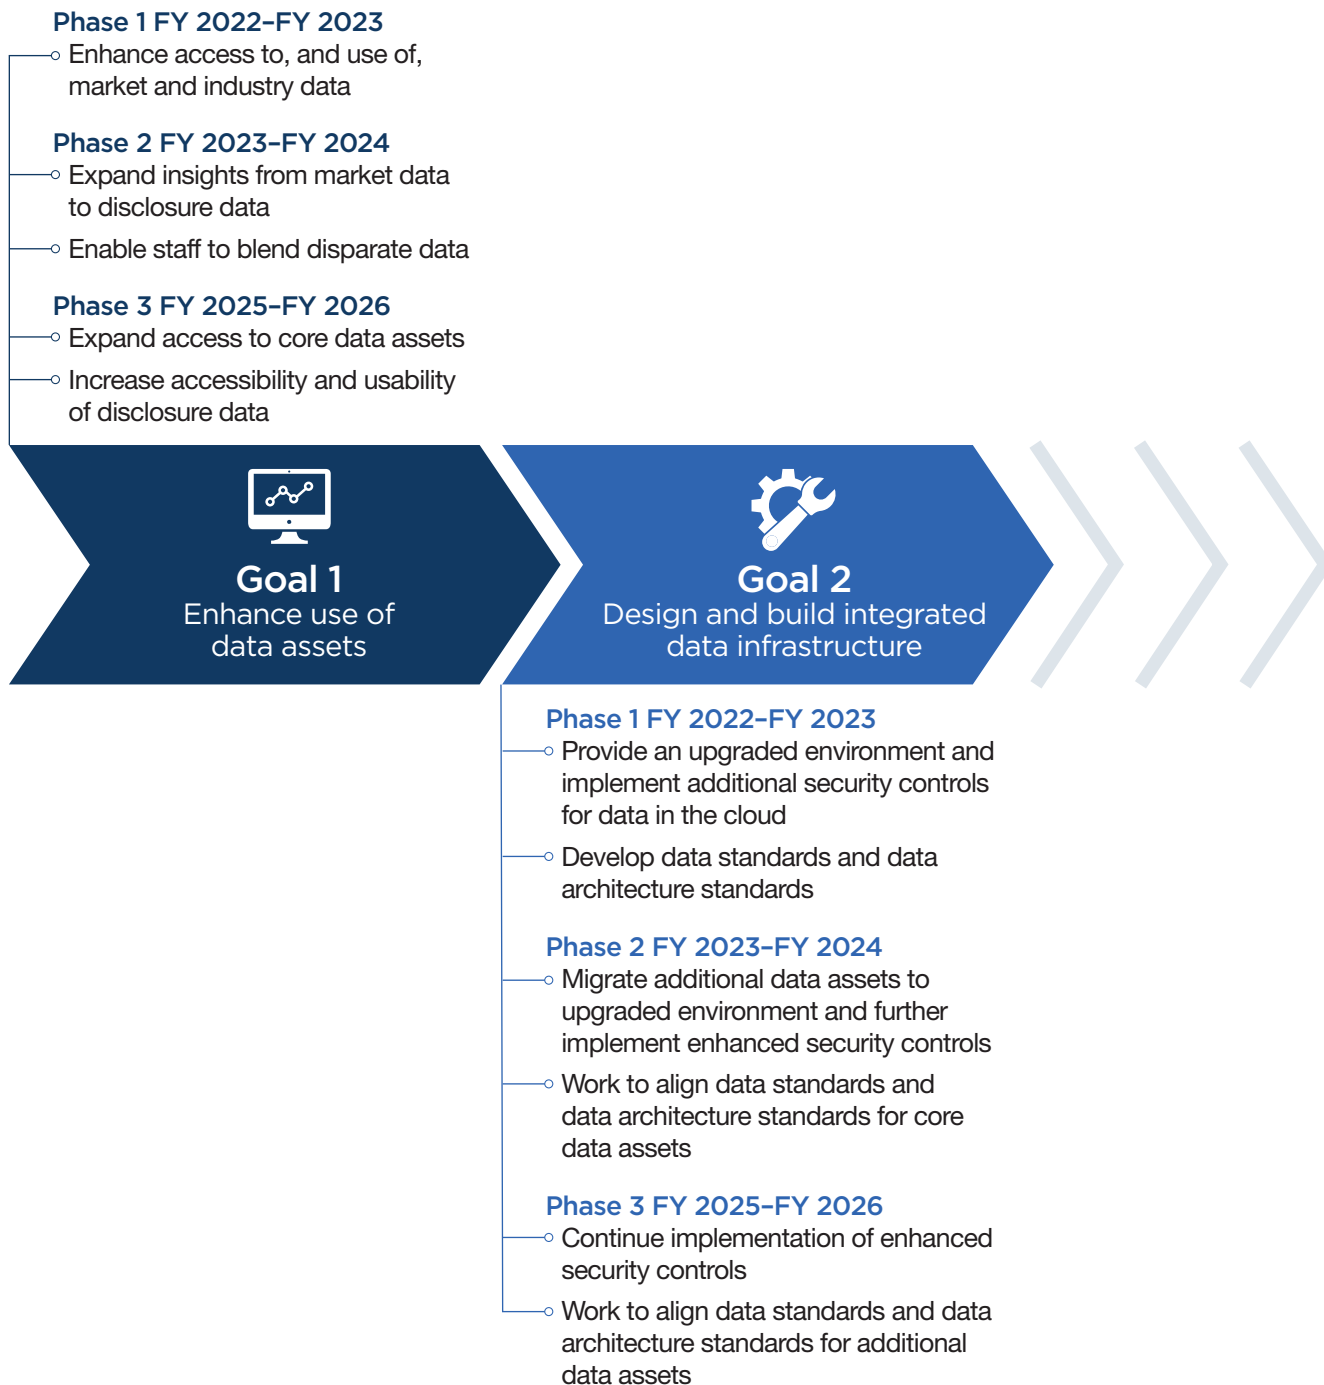 Phase 1 FY 2022–FY 2023
Enhance access to, and use of,
market and industry data
Phase 2 FY 2023–FY 2024
Expand insights from market data
to disclosure data
Enable staff to blend disparate data
Phase 3 FY 2025–FY 2026
Expand access to core data assets
Increase accessibility and usability
of disclosure data
Goal 1
Enhance use of
data assets
Goal 2
Design and build integrated
data infrastructure
Phase 1 FY 2022–FY 2023
Provide an upgraded environment and
implement additional security controls
for data in the cloud
Develop data standards and data
architecture standards
Phase 2 FY 2023–FY 2024
Migrate additional data assets to
upgraded environment and further
implement enhanced security controls
Work to align data standards and
data architecture standards for core
data assets
Phase 3 FY 2025–FY 2026
Continue implementation of enhanced
security controls
Work to align data standards and data
architecture standards for additional
data assets